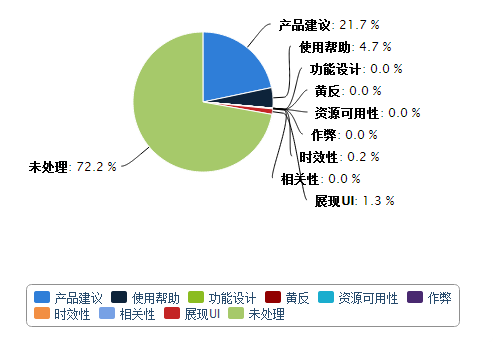 产品建议: 21.7 %
使用帮助: 4.7 %
功能设计: 0.0 %
黄反: 0.0 %
资源可用性: 0.0 %
作弊: 0.0 %
时效性: 0.2 %
未处理: 72.2 %
相关性: 0.0 %
展现UI: 1.3 %
产品建议 使用帮助 功能设计 黄反 资源可用性 作弊
时效性 相关性 展现UI 未处理